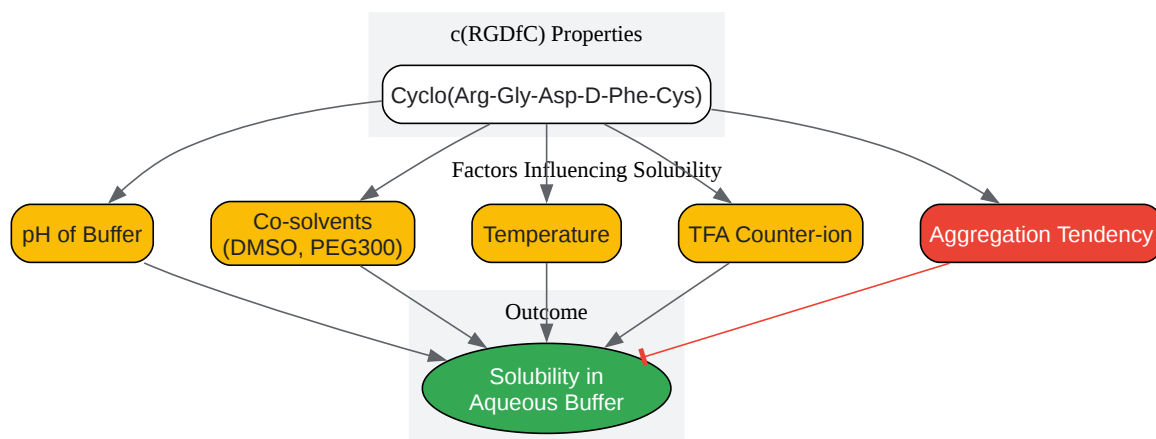 c(RGDfC) Properties
Cyclo(Arg-Gly-Asp-D-Phe-Cys)
Factors Influencing Solubility
pH of Buffer
Co-solvents
(DMSO, PEG300)
Temperature
TFA Counter-ion
Aggregation Tendency
Outcome
Solubility in
Aqueous Buffer